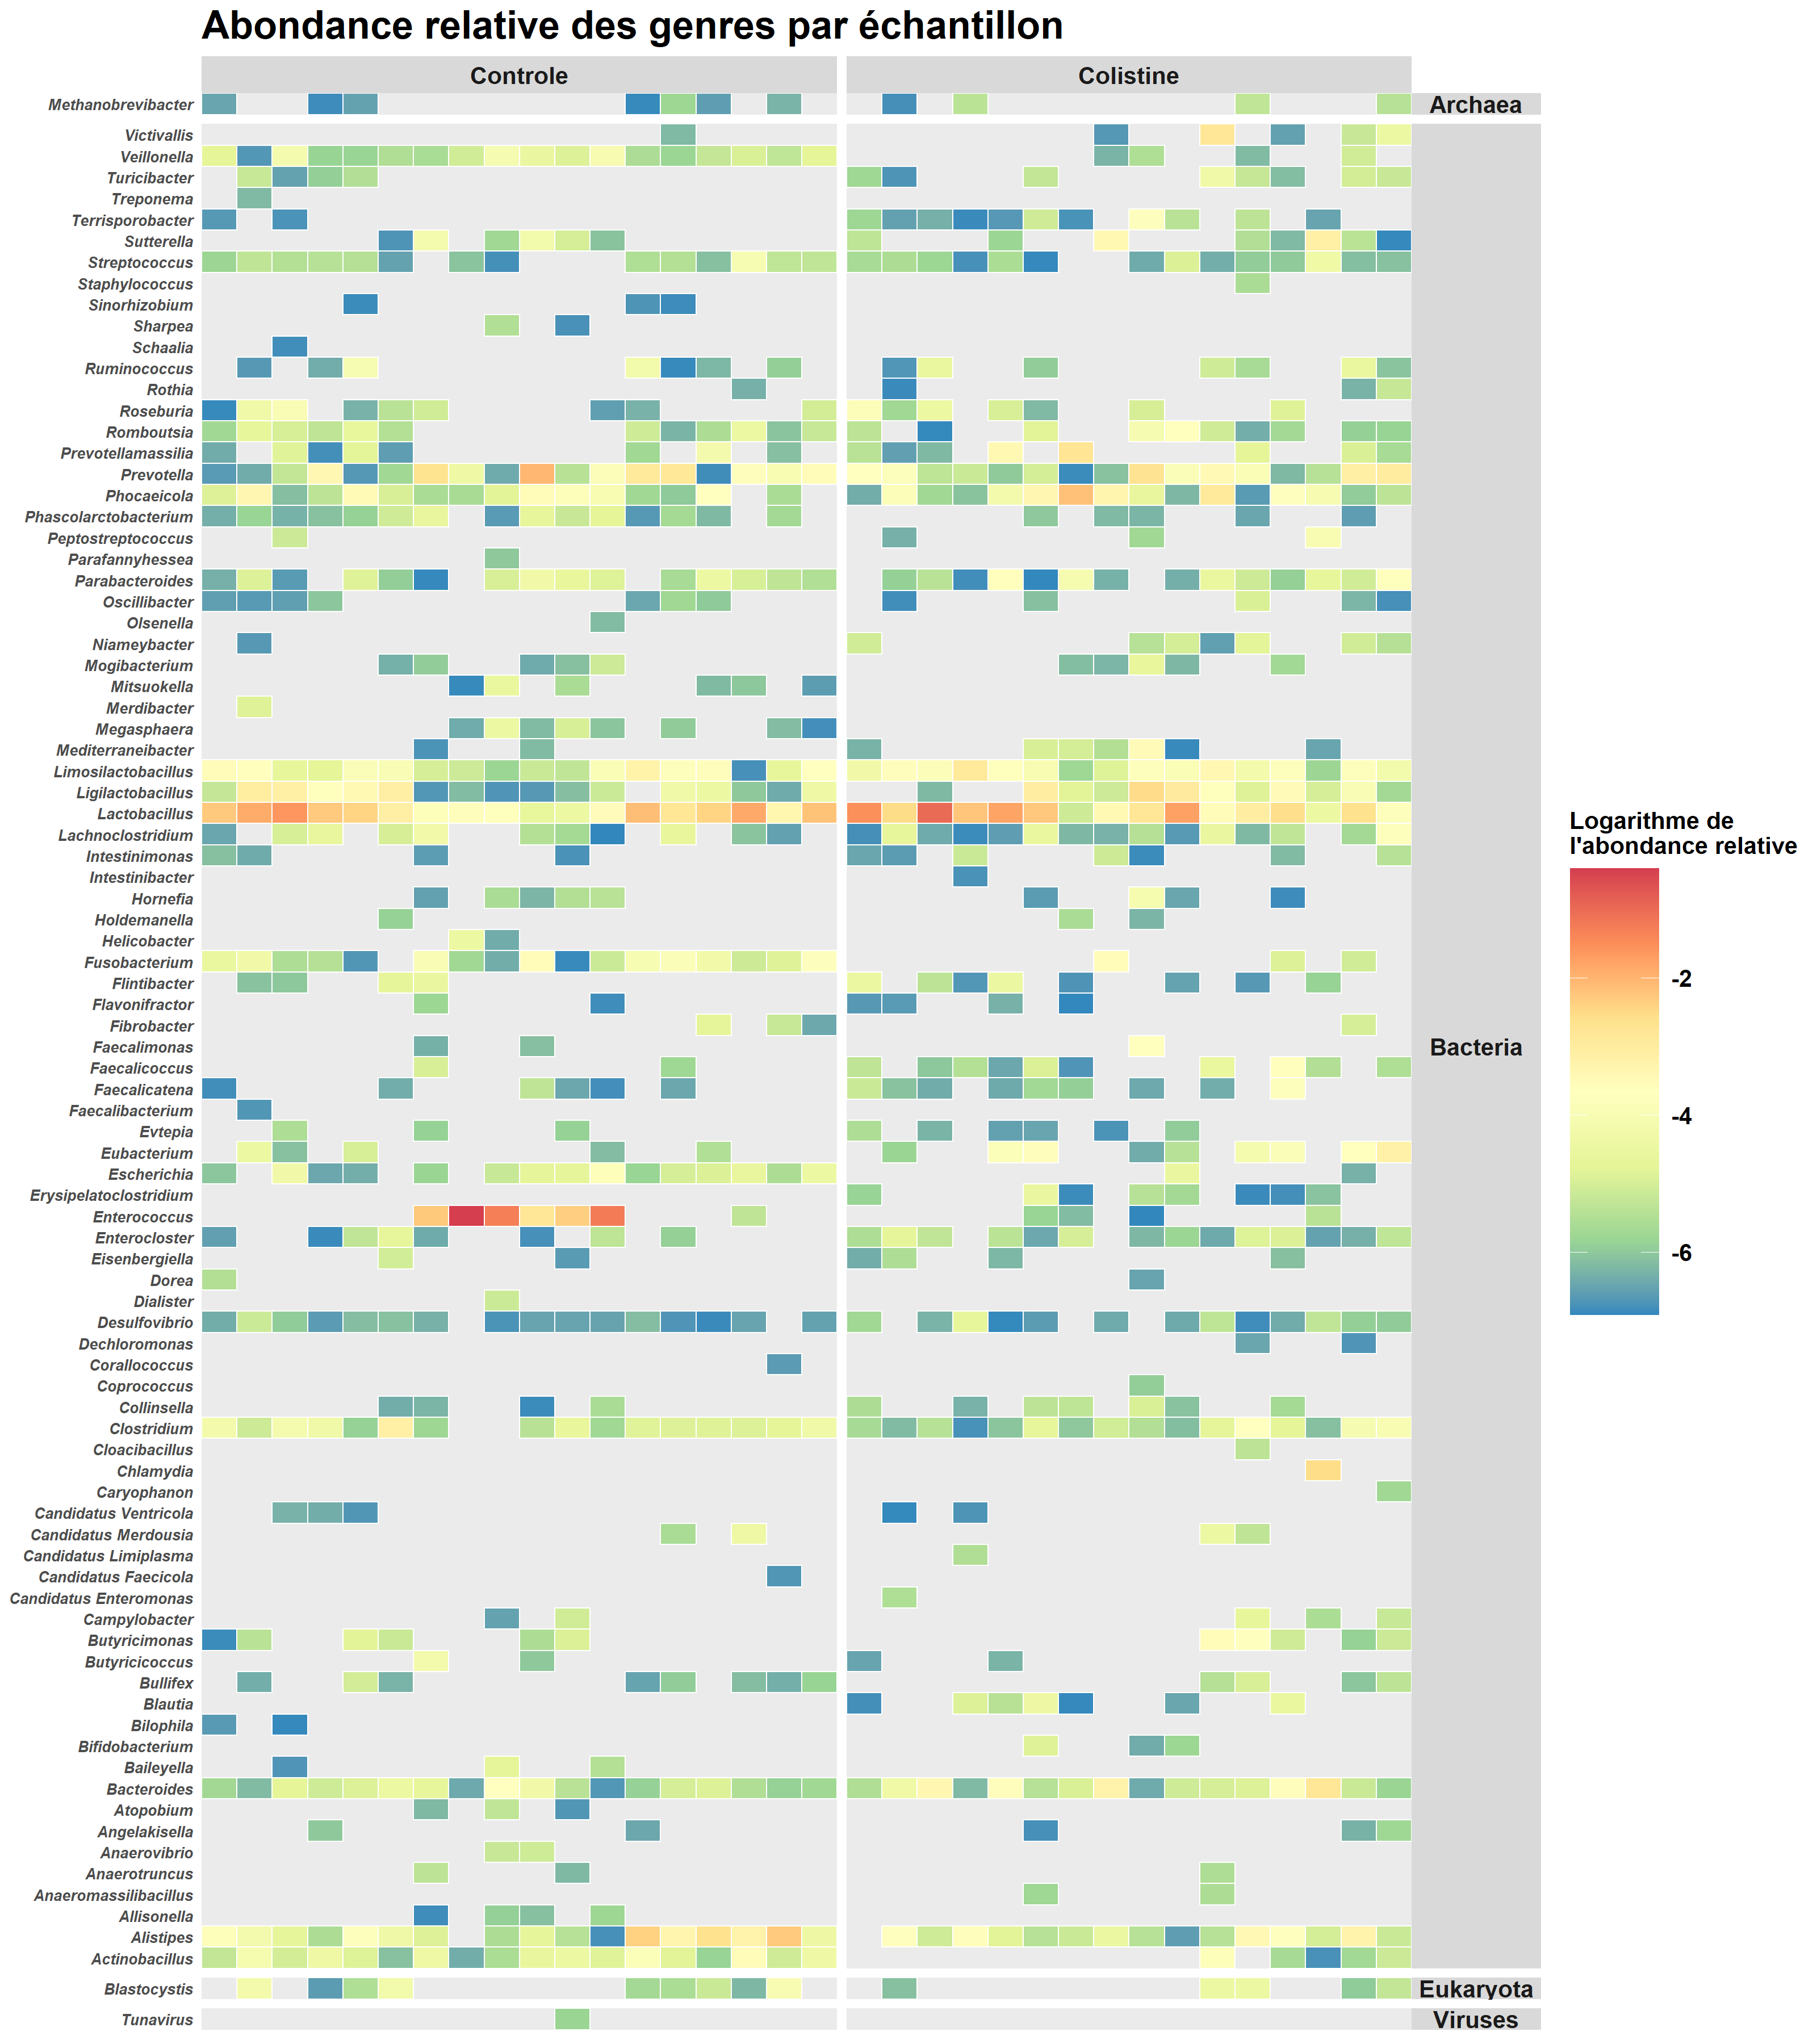 Abondance relative des genres par échantillon
Controle
Colistine
Methanobrevibacter
Archaea
Victivallis
Veillonella
Turicibacter
Treponema
Terrisporobacter
Sutterella
Streptococcus
Staphylococcus
Sinorhizobium
Sharpea
Schaalia
Ruminococcus
Rothia
Roseburia
Romboutsia
Prevotellamassilia
Prevotella
Phocaeicola
Phascolarctobacterium
Peptostreptococcus
Parafannyhessea
Parabacteroides
Oscillibacter
Olsenella
Niameybacter
Mogibacterium
Mitsuokella
Merdibacter
Megasphaera
Mediterraneibacter
Limosilactobacillus
Ligilactobacillus
Lactobacillus
Lachnoclostridium
Intestinimonas
Intestinibacter
Hornefia
Holdemanella
Helicobacter
Fusobacterium
Flintibacter
Flavonifractor
Fibrobacter
Faecalimonas
Faecalicoccus
Faecalicatena
Faecalibacterium
Evtepia
Eubacterium
Escherichia
Erysipelatoclostridium
Enterococcus
Enterocloster
Eisenbergiella
Dorea
Dialister
Desulfovibrio
Dechloromonas
Corallococcus
Coprococcus
Collinsella
Clostridium
Cloacibacillus
Chlamydia
Caryophanon
Candidatus Ventricola
Candidatus Merdousia
Candidatus Limiplasma
Candidatus Faecicola
Candidatus Enteromonas
Campylobacter
Butyricimonas
Butyricicoccus
Bullifex
Blautia
Bilophila
Bifidobacterium
Baileyella
Bacteroides
Atopobium
Angelakisella
Anaerovibrio
Anaerotruncus
Anaeromassilibacillus
Allisonella
Alistipes
Actinobacillus
Bacteria
Blastocystis
Eukaryota
Tunavirus
Viruses
Logarithme de
l'abondance relative
-2
-4
-6